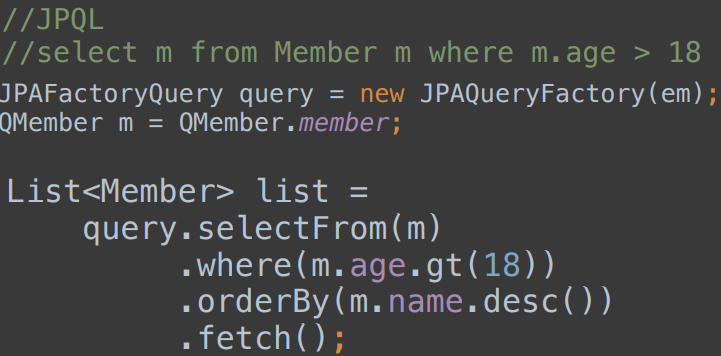 //JPQL
//select m from Member m where m.age > 18
JPAFactoryQuery query = new JPAQueryFactory(em);
QMember m = QMember.member;
List<Member> list =
query.selectFrom(m)
.where(m.age.gt(18))
.orderBy(m.name.desc())
.fetch();